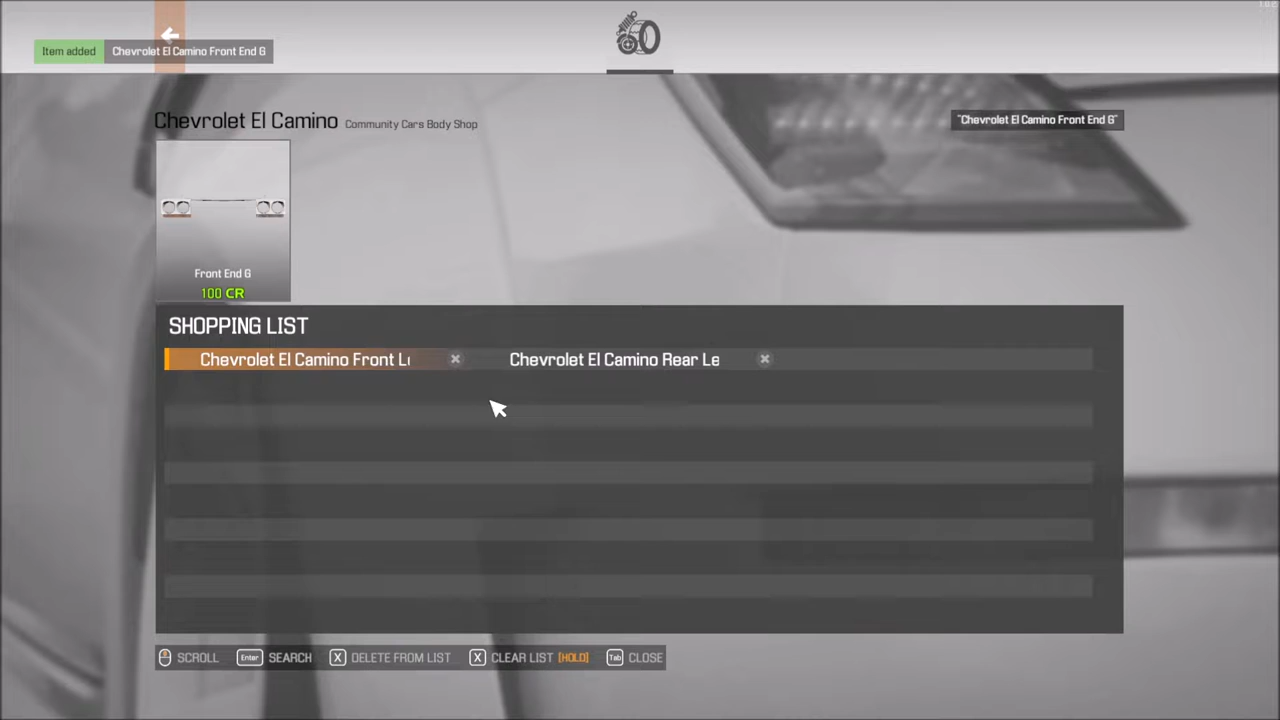 Item added Chevrolet El Camino Front End G
Chevrolet El Camino Community Cars Body Shop
"Chevrolet El Camino Front End G"
Front End G
100 CR
SHOPPING LIST
Chevrolet El Camino Front L
Chevrolet El Camino Rear Le
SCROLL Enter SEARCH X DELETE FROM LIST X CLEAR LIST [HOLD] Tab CLOSE